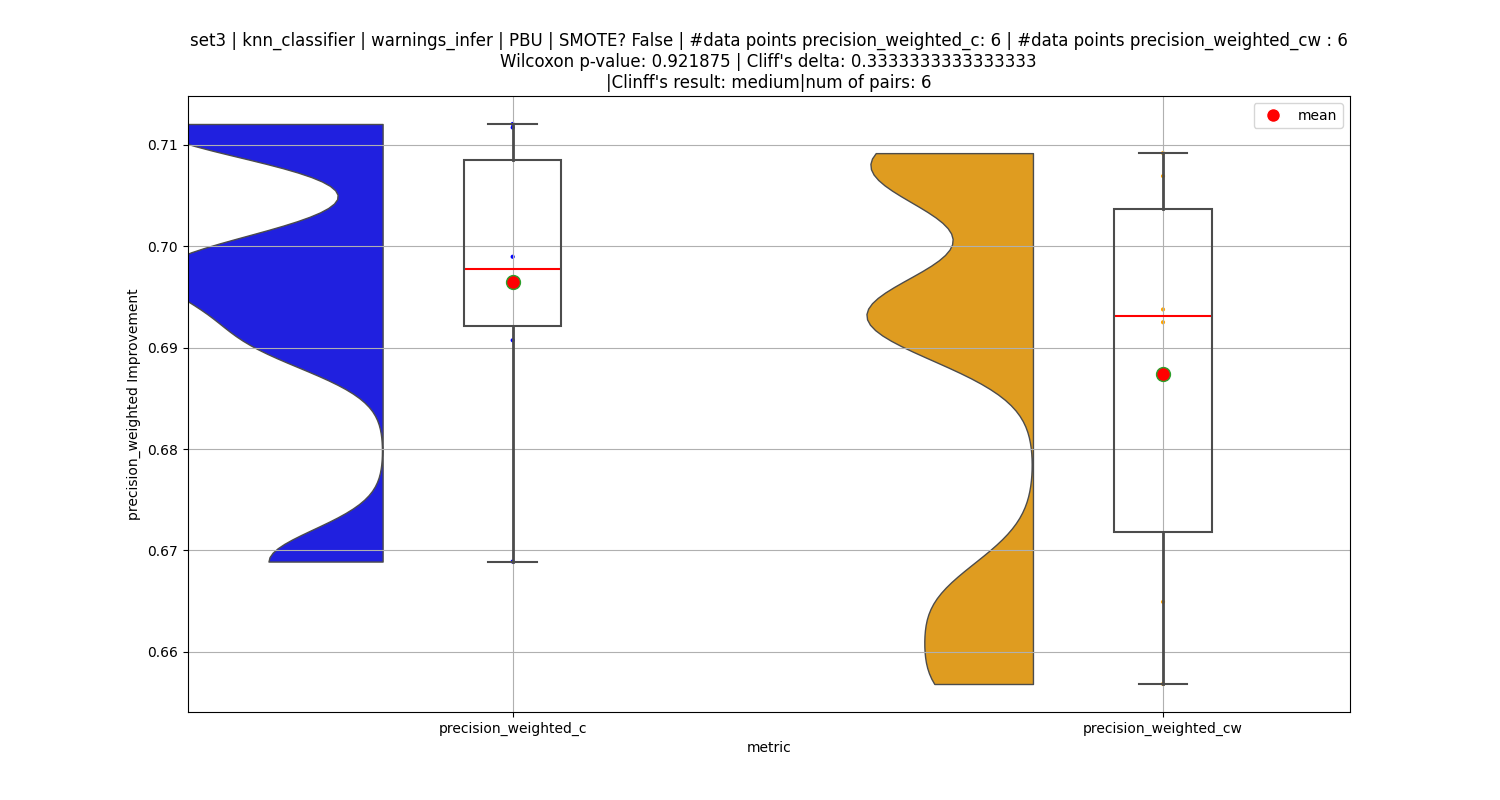 set3 | knn_classifier | warnings_infer | PBU | SMOTE? False | #data points precision_weighted_c: 6 | #data points precision_weighted_cw : 6
Wilcoxon p-value: 0.921875 | Cliff's delta: 0.3333333333333333
|Clinff's result: medium|num of pairs: 6
mean
0.71
0.70
0.69
0.68
0.67
0.66
precision_weighted Improvement
precision_weighted_c
precision_weighted_cw
metric